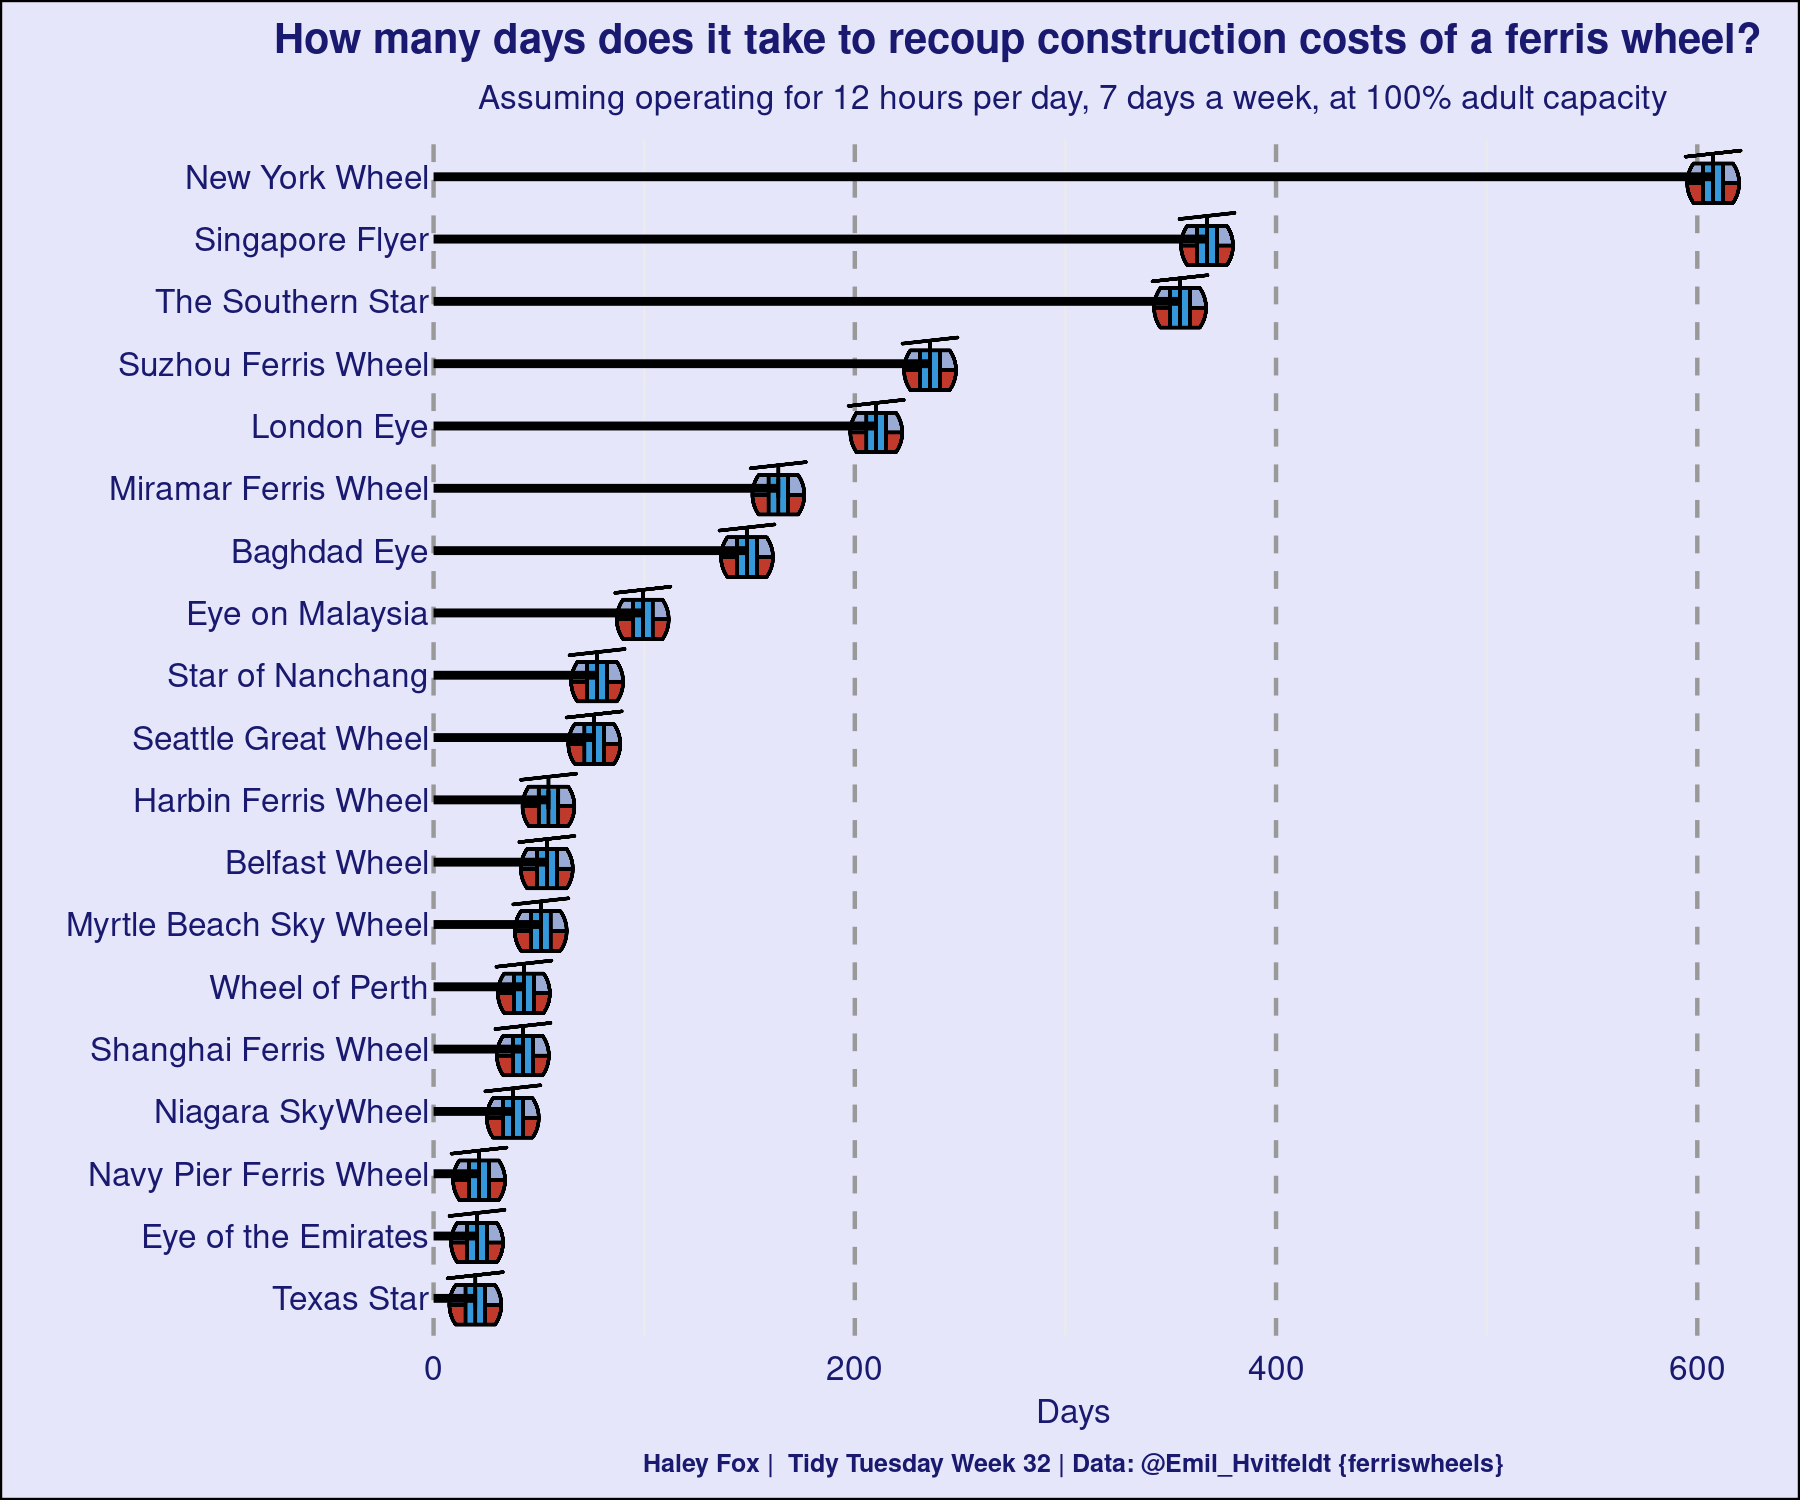 How many days does it take to recoup construction costs of a ferris wheel?
Assuming operating for 12 hours per day, 7 days a week, at 100% adult capacity
New York Wheel
Singapore Flyer
The Southern Star
Suzhou Ferris Wheel
London Eye
Miramar Ferris Wheel
Baghdad Eye
Eye on Malaysia
Star of Nanchang
Seattle Great Wheel
Harbin Ferris Wheel
Belfast Wheel
Myrtle Beach Sky Wheel
Wheel of Perth
Shanghai Ferris Wheel
Niagara SkyWheel
Navy Pier Ferris Wheel
Eye of the Emirates
Texas Star
0 200 400 600
Days
Haley Fox | Tidy Tuesday Week 32 | Data: @Emil_Hvitfeldt {ferriswheels}